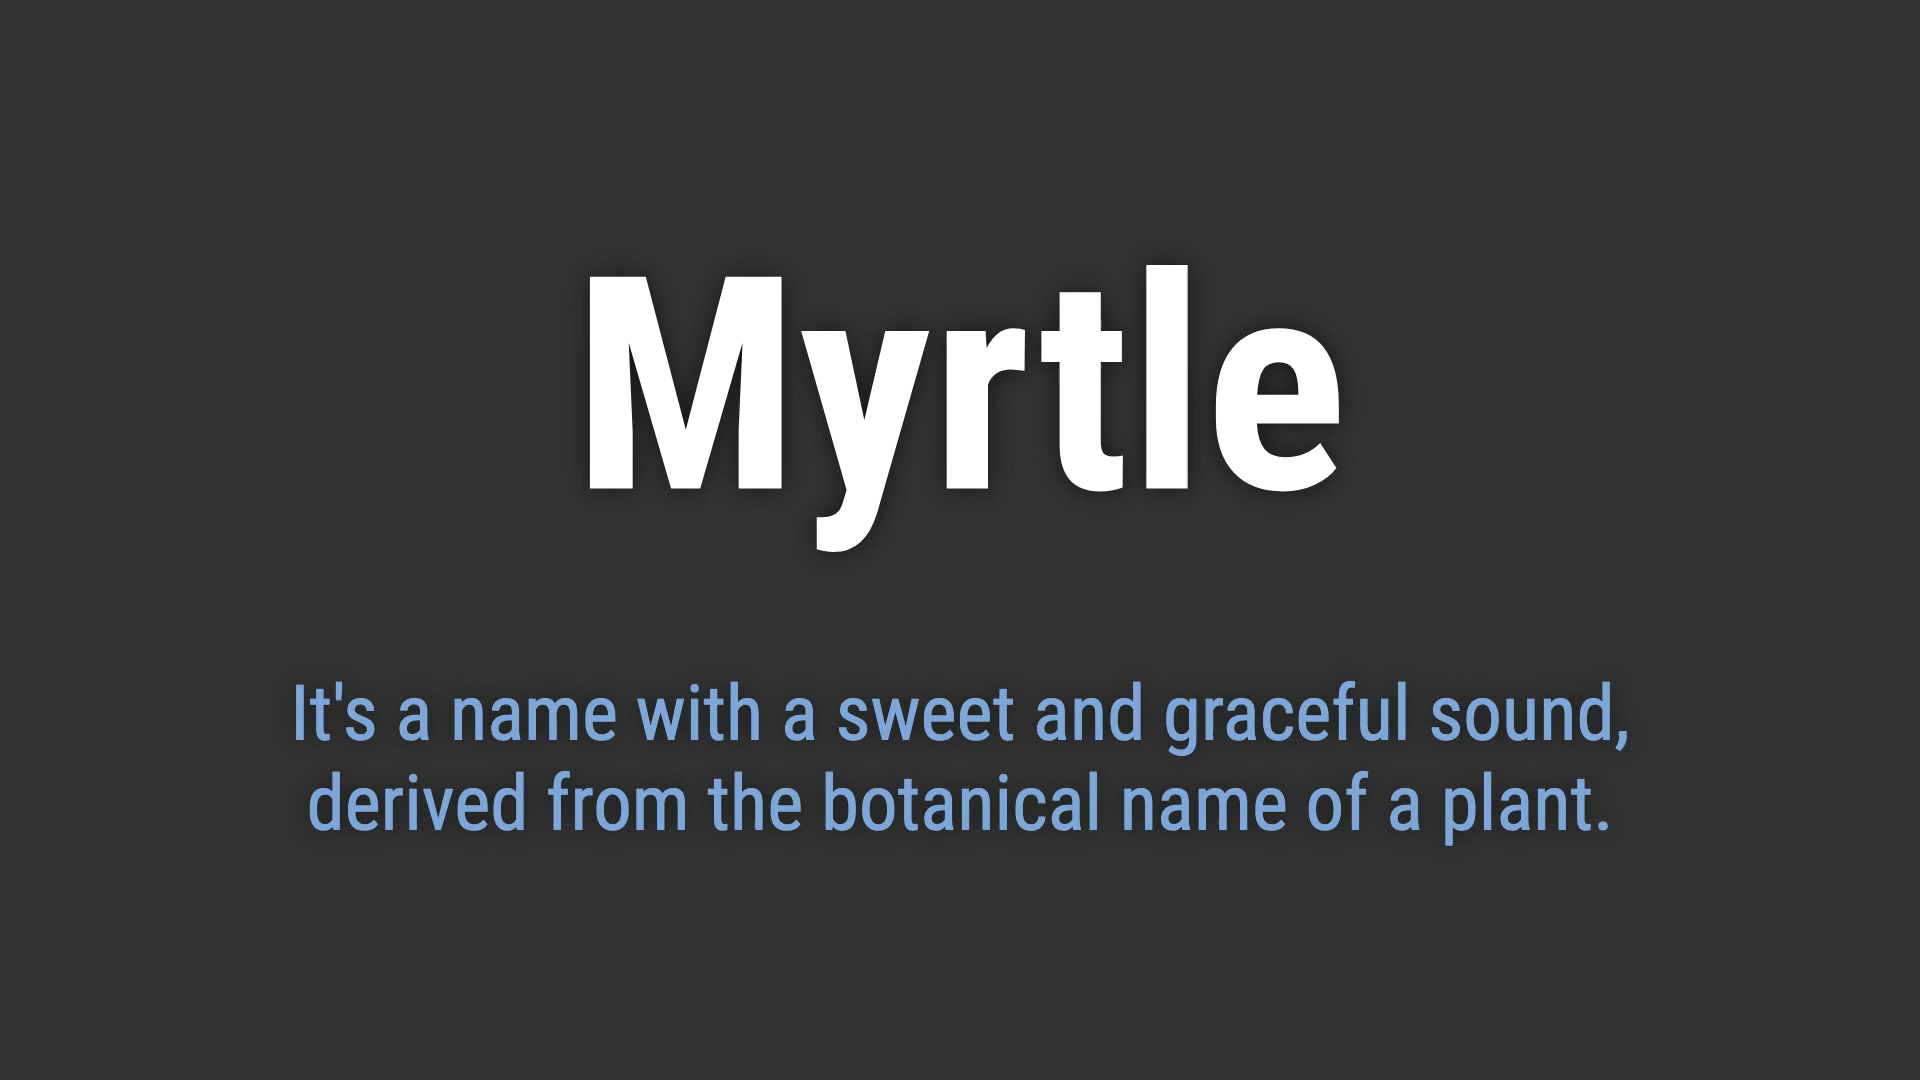 Myrtle
It's a name with a sweet and graceful sound,
derived from the botanical name of a plant.